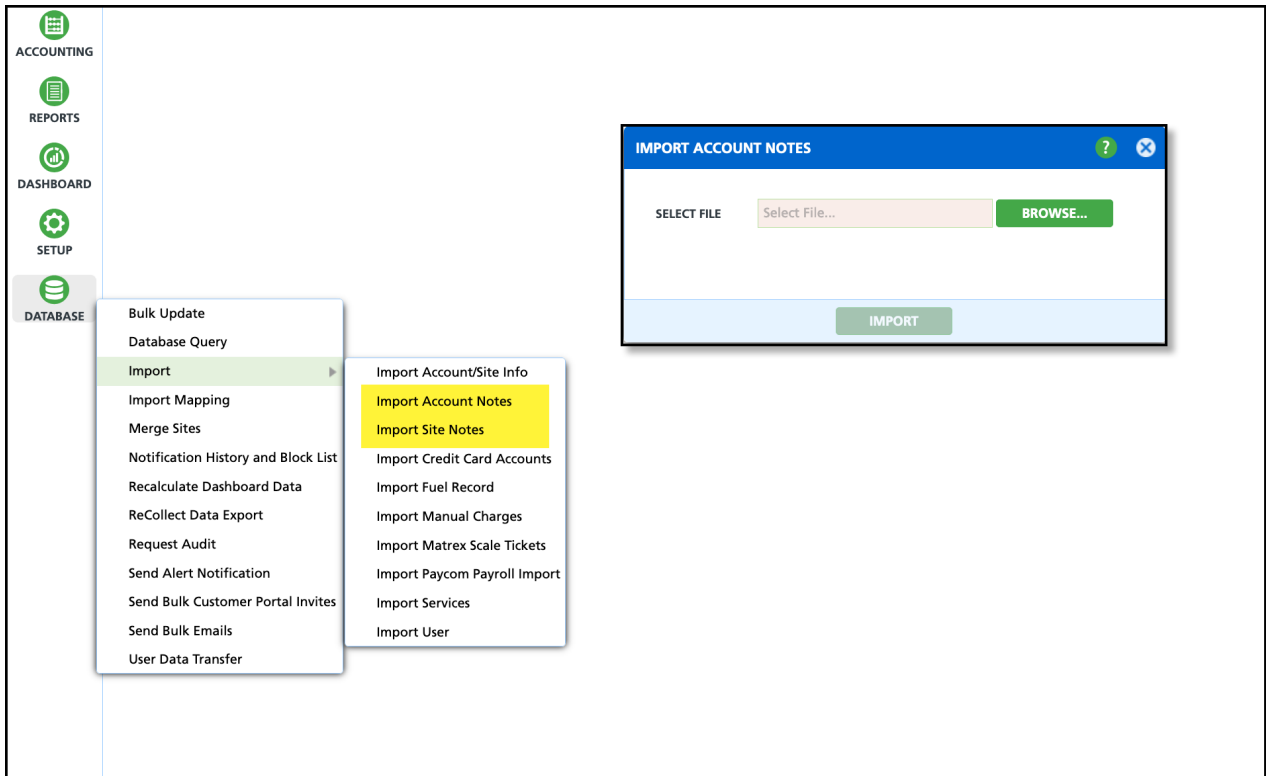 ACCOUNTING
REPORTS
DASHBOARD
SETUP
DATABASE
Bulk Update
Database Query
Import
Import Mapping
Merge Sites
Notification History and Block List
Recalculate Dashboard Data
ReCollect Data Export
Request Audit
Send Alert Notification
Send Bulk Customer Portal Invites
Send Bulk Emails
User Data Transfer
Import Account/Site Info
Import Account Notes
Import Site Notes
Import Credit Card Accounts
Import Fuel Record
Import Manual Charges
Import Matrex Scale Tickets
Import Paycom Payroll Import
Import Services
Import User
IMPORT ACCOUNT NOTES ?
SELECT FILE Select File... BROWSE...
IMPORT